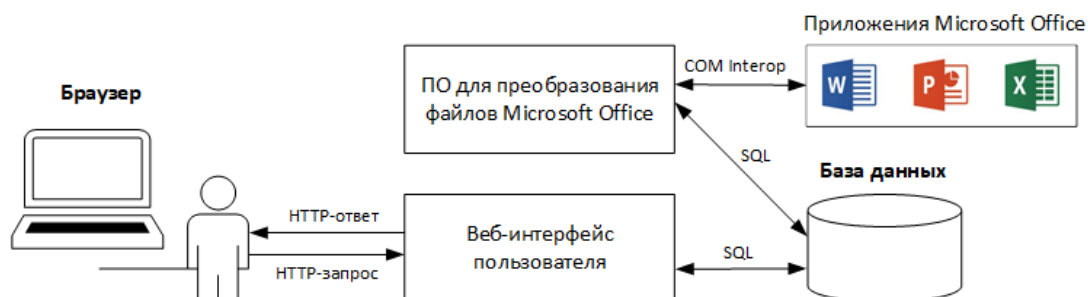 Приложения Microsoft Office
ПО для преобразования
файлов Microsoft Office
COM Interop
W
P
X
Браузер
SQL
База данных
HTTP-ответ
Веб-интерфейс
пользователя
HTTP-запрос
SQL